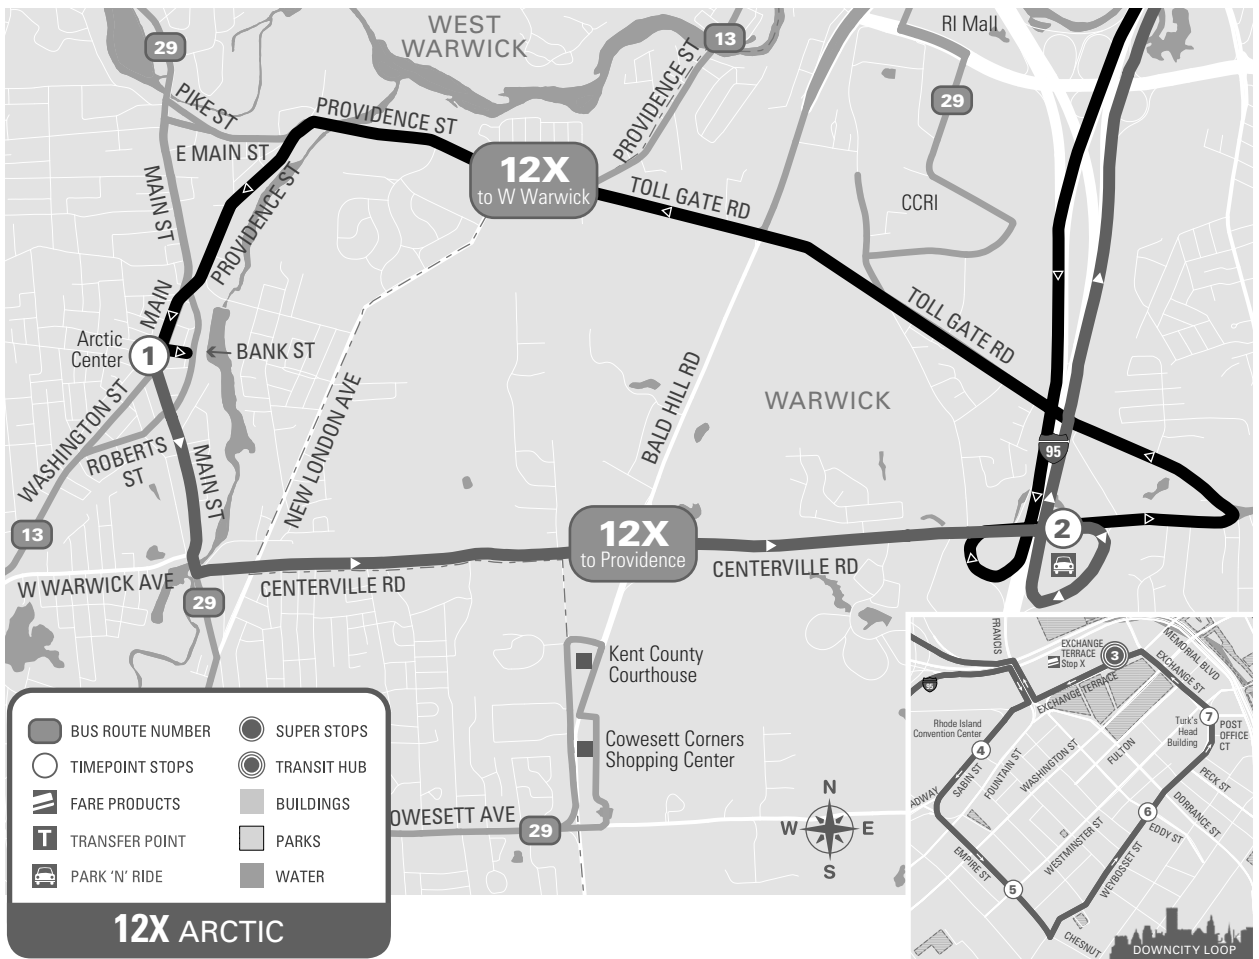 WEST
WARWICK
RI Mall
29
13
29
PIKE ST
PROVIDENCE ST
PROVIDENCE ST
E MAIN ST
12X
to W Warwick
TOLL GATE RD
CCRI
MAIN ST
PROVIDENCE ST
MAIN
TOLL GATE RD
Arctic
Center
1
BANK ST
BALD HILL RD
WARWICK
NEW LONDON AVE
WASHINGTON ST
ROBERTS
ST
MAIN ST
95
13
12X
to Providence
2
W WARWICK AVE
CENTERVILLE RD
CENTERVILLE RD
29
Kent County
Courthouse
Cowesett Corners
Shopping Center
OWESETT AVE
29
N
W
E
S
BUS ROUTE NUMBER
SUPER STOPS
TIMEPOINT STOPS
TRANSIT HUB
FARE PRODUCTS
BUILDINGS
T
TRANSFER POINT
PARKS
PARK 'N' RIDE
WATER
12X ARCTIC
FRANCIS
EXCHANGE
TERRACE
Stop X
3
MEMORIAL BLVD
EXCHANGE ST
EXCHANGE TERRACE
95
Rhode Island
Convention Center
4
Turk's
Head
Building
7
POST
OFFICE
CT
SABIN ST
FOUNTAIN ST
WASHINGTON ST
FULTON
PECK ST
ADWAY
DORRANCE ST
6
EDDY ST
WESTMINSTER ST
WEYBOSSET ST
EMPIRE ST
5
CHESNUT
DOWNCITY LOOP